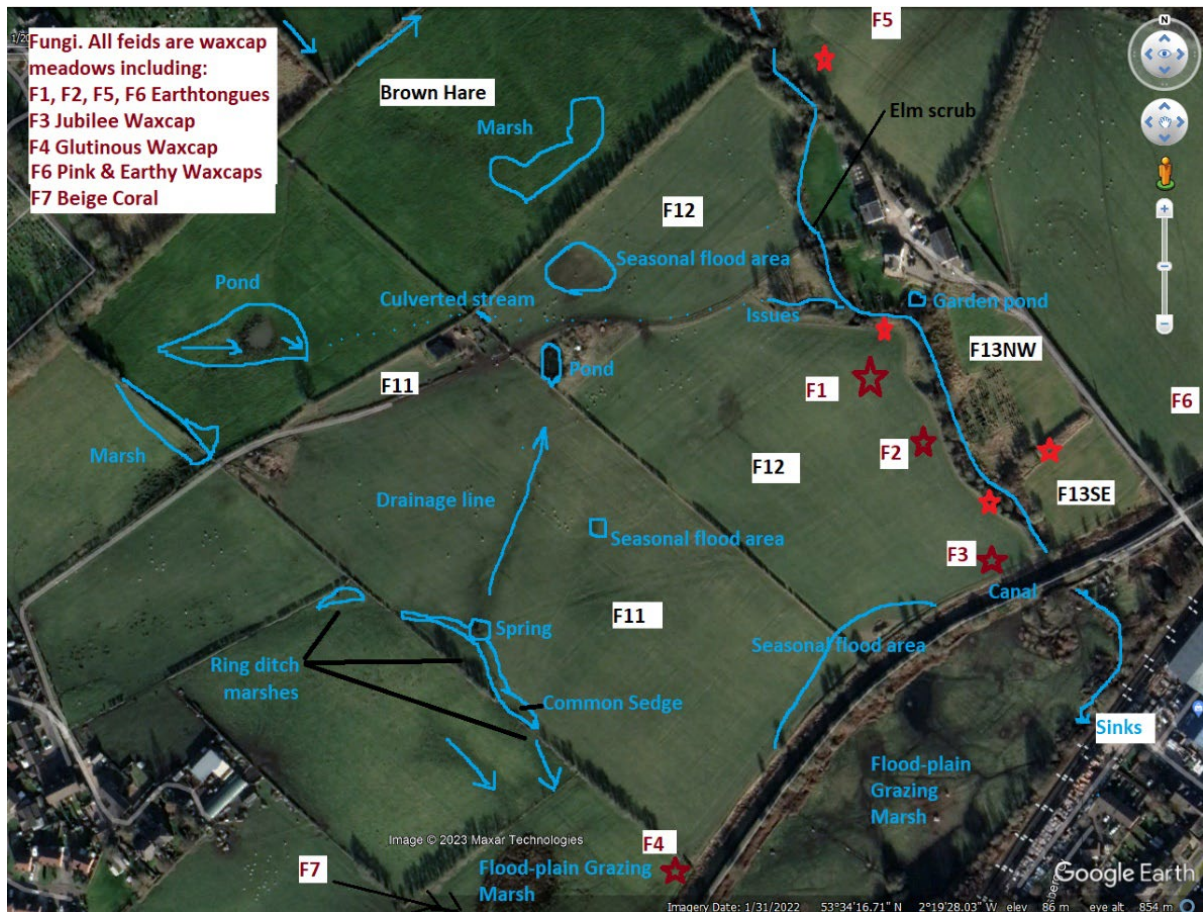 1/20
Fungi. All feids are waxcap
meadows including:
F1, F2, F5, F6 Earthtongues
F3 Jubilee Waxcap
F4 Glutinous Waxcap
F6 Pink & Earthy Waxcaps
F7 Beige Coral
F5
N
Brown Hare
Marsh
Elm scrub
F12
Seasonal flood area
Pond
Culverted stream
Garden pond
Issues
F13NW
Pond
F11
F1
F6
Marsh
F2
F12
F13SE
Drainage line
Seasonal flood area
F3
Canal
Spring
F11
Seasonal flood area
Ring ditch
marshes
Common Sedge
Sinks
Flood-plain
Grazing
Marsh
Image © 2023 Maxar Technologies
F4
F7
Flood-plain Grazing
Marsh
Google Earth
Imagery Date: 1/31/2022 53°34'16.71" N 2°19'28.03" W elev 86 m eye alt 854 m